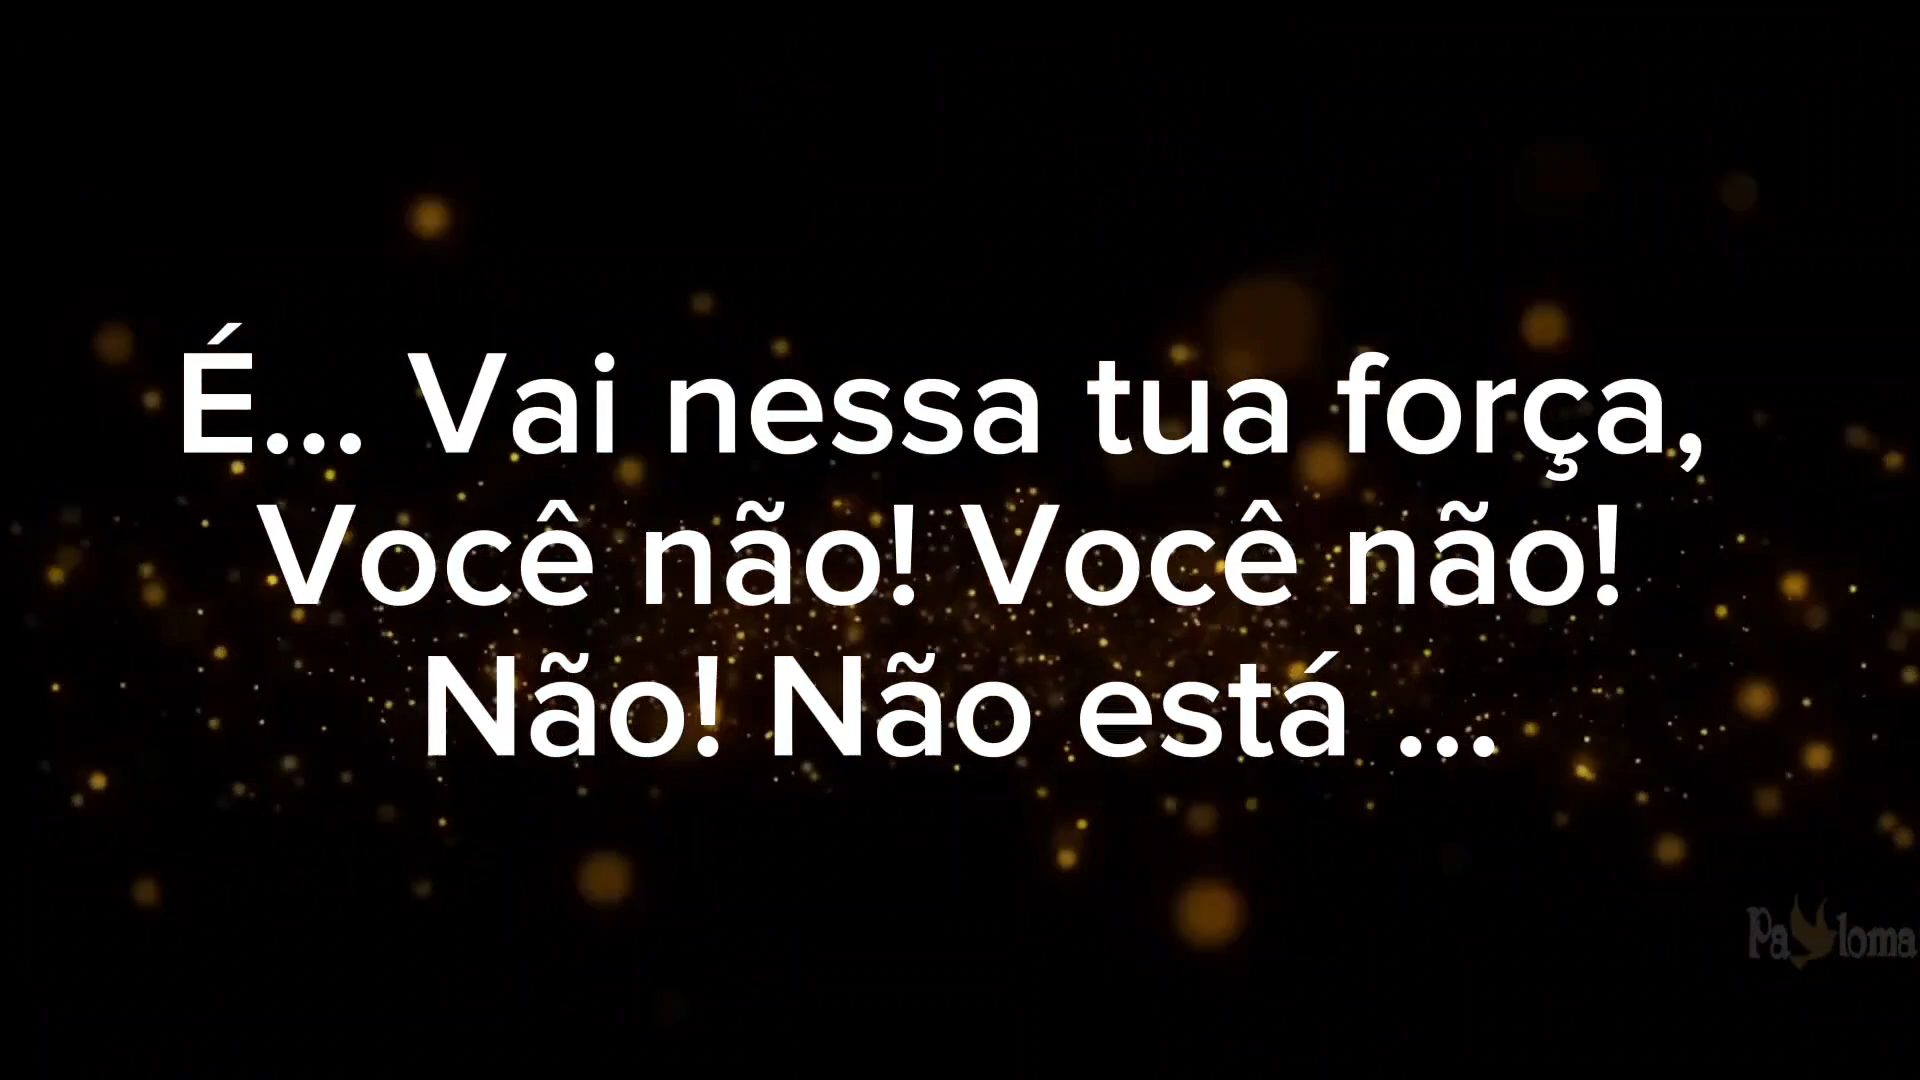 É... Vai nessa tua força,
Você não! Você não!
Não! Não está ...
Paloma